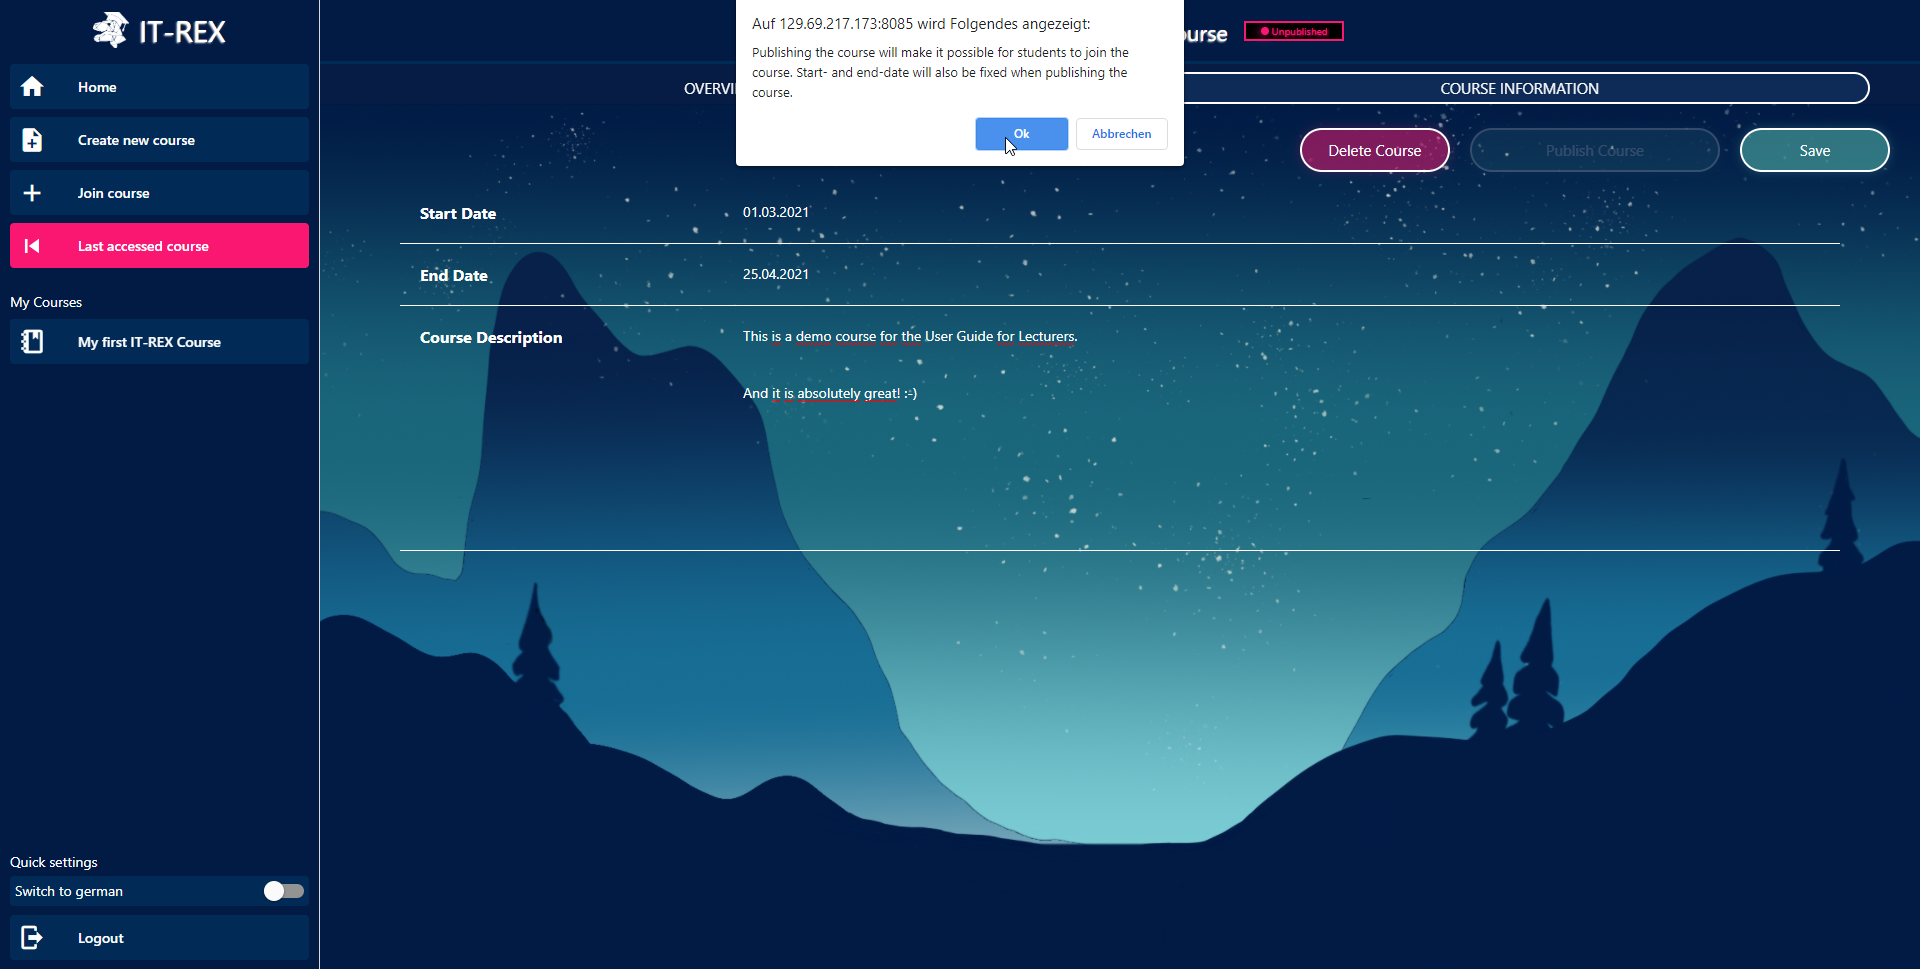 IT-REX
Home
Create new course
Join course
Last accessed course
My Courses
My first IT-REX Course
Quick settings
Switch to german
Logout
Auf 129.69.217.173:8085 wird Folgendes angezeigt:
Publishing the course will make it possible for students to join the
course. Start- and end-date will also be fixed when publishing the
course.
Ok
Abbrechen
Unpublished
COURSE INFORMATION
Delete Course
Publish Course
Save
Start Date
01.03.2021
End Date
25.04.2021
Course Description
This is a demo course for the User Guide for Lecturers.
And it is absolutely great! :-)